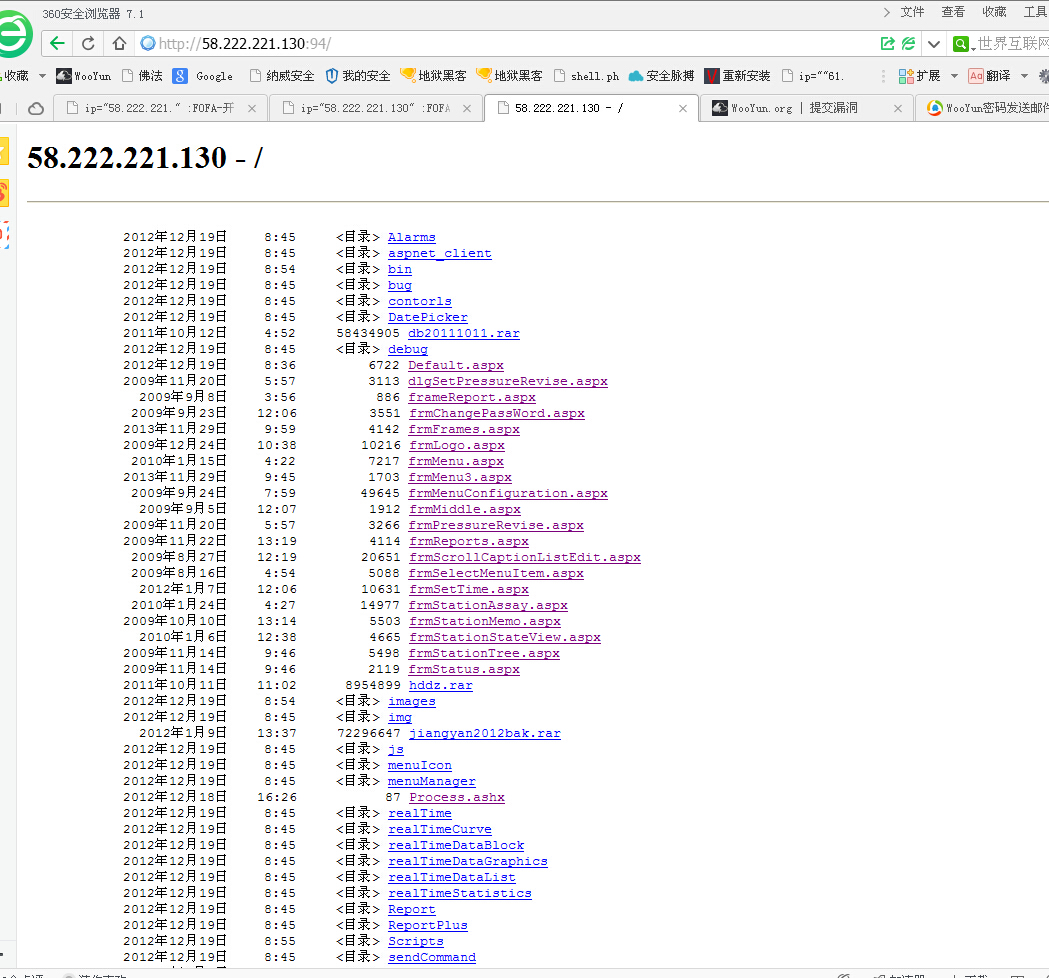 360安全浏览器 7.1
文件 查看 收藏 工具
http://58.222.221.130:94/
世界互联网
收藏 WooYun 佛法 Google 納威安全 我的安全 地狱黑客 地狱黑客 shell.ph 安全脉搏 重新安装 ip=""61. 扩展 翻译
ip="58.222.221." :FOFA-开 ip="58.222.221.130" :FOFA 58.222.221.130 - / WooYun.org | 提交漏洞 WooYun密码发送邮件
58.222.221.130 - /
2012年12月19日 8:45 <目录> Alarms
2012年12月19日 8:45 <目录> aspnet_client
2012年12月19日 8:54 <目录> bin
2012年12月19日 8:45 <目录> bug
2012年12月19日 8:45 <目录> contorls
2012年12月19日 8:45 <目录> DatePicker
2011年10月12日 4:52 58434905 db20111011.rar
2012年12月19日 8:45 <目录> debug
2012年12月19日 8:36 6722 Default.aspx
2009年11月20日 5:57 3113 dlgSetPressureRevise.aspx
2009年9月8日 3:56 886 frameReport.aspx
2009年9月23日 12:06 3551 frmChangePassWord.aspx
2013年11月29日 9:59 4142 frmFrames.aspx
2009年12月24日 10:38 10216 frmLogo.aspx
2010年1月15日 4:22 7217 frmMenu.aspx
2013年11月29日 9:45 1703 frmMenu3.aspx
2009年9月24日 7:59 49645 frmMenuConfiguration.aspx
2009年9月5日 12:07 1912 frmMiddle.aspx
2009年11月20日 5:57 3266 frmPressureRevise.aspx
2009年11月22日 13:19 4114 frmReports.aspx
2009年8月27日 12:19 20651 frmScrollCaptionListEdit.aspx
2009年8月16日 4:54 5088 frmSelectMenuItem.aspx
2012年1月7日 12:06 10631 frmSetTime.aspx
2010年1月24日 4:27 14977 frmStationAssay.aspx
2009年10月10日 13:14 5503 frmStationMemo.aspx
2010年1月6日 12:38 4665 frmStationStateView.aspx
2009年11月14日 9:46 5498 frmStationTree.aspx
2009年11月14日 9:46 2119 frmStatus.aspx
2011年10月11日 11:02 8954899 hddz.rar
2012年12月19日 8:54 <目录> images
2012年12月19日 8:45 <目录> img
2012年1月9日 13:37 72296647 jiangyan2012bak.rar
2012年12月19日 8:45 <目录> js
2012年12月19日 8:45 <目录> menuIcon
2012年12月19日 8:45 <目录> menuManager
2012年12月18日 16:26 87 Process.ashx
2012年12月19日 8:45 <目录> realTime
2012年12月19日 8:45 <目录> realTimeCurve
2012年12月19日 8:45 <目录> realTimeDataBlock
2012年12月19日 8:45 <目录> realTimeDataGraphics
2012年12月19日 8:45 <目录> realTimeDataList
2012年12月19日 8:45 <目录> realTimeStatistics
2012年12月19日 8:45 <目录> Report
2012年12月19日 8:45 <目录> ReportPlus
2012年12月19日 8:55 <目录> Scripts
2012年12月19日 8:45 <目录> sendCommand